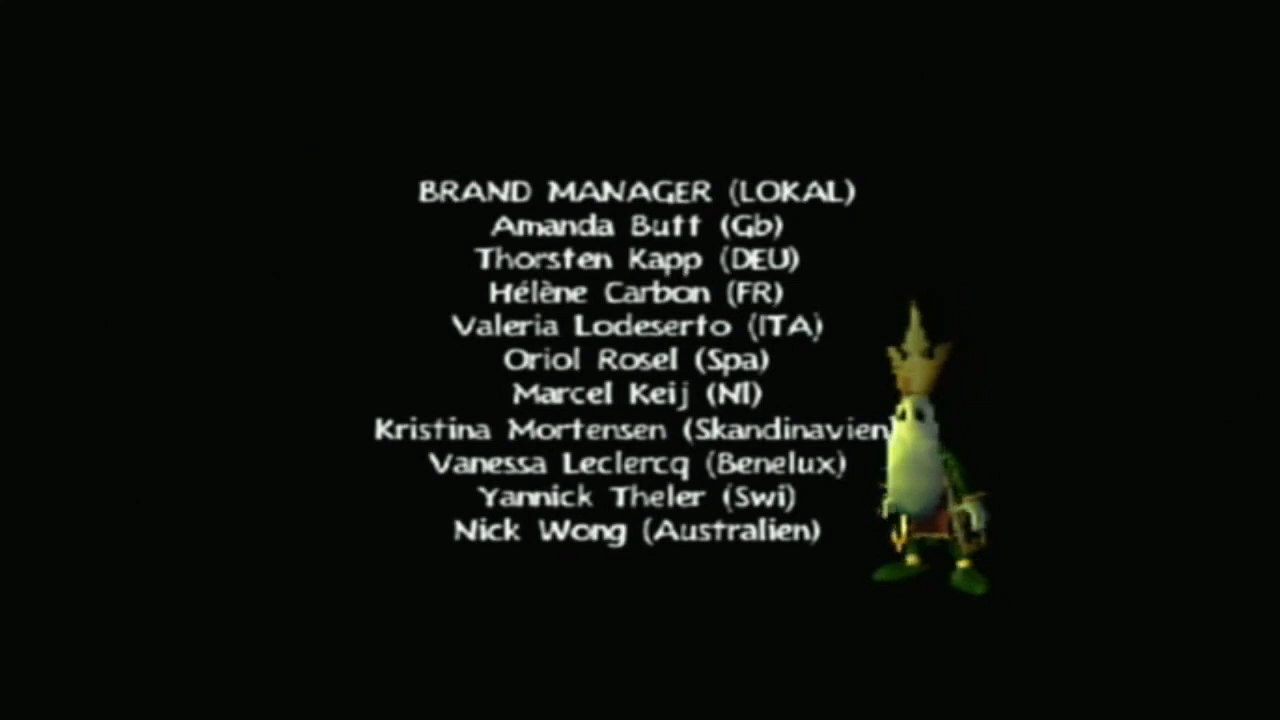 BRAND MANAGER (LOKAL)
Amanda Butt (Gb)
Thorsten Kapp (DEU)
Hélène Carbon (FR)
Valeria Lodeserto (ITA)
Oriol Rosel (Spa)
Marcel Keij (Nl)
Kristina Mortensen (Skandinavien)
Vanessa Leclercq (Benelux)
Yannick Theler (Swi)
Nick Wong (Australien)